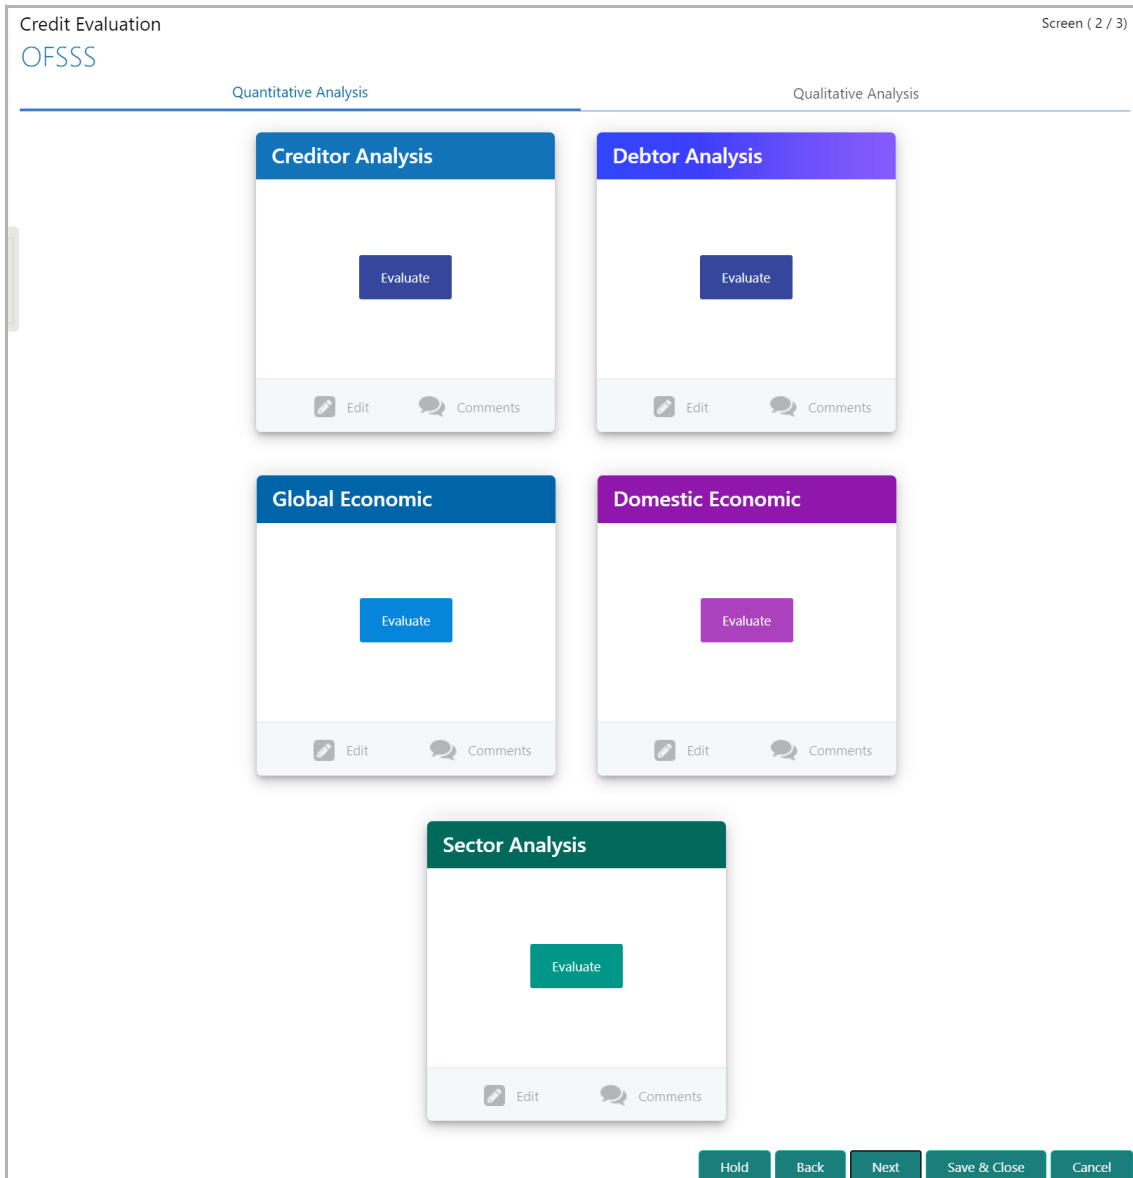 Credit Evaluation
Screen ( 2 / 3)
OFSSS
Quantitative Analysis
Qualitative Analysis
Creditor Analysis
Debtor Analysis
Evaluate
Evaluate
Edit
Comments
Edit
Comments
Global Economic
Domestic Economic
Evaluate
Evaluate
Edit
Comments
Edit
Comments
Sector Analysis
Evaluate
Edit
Comments
Hold
Back
Next
Save & Close
Cancel